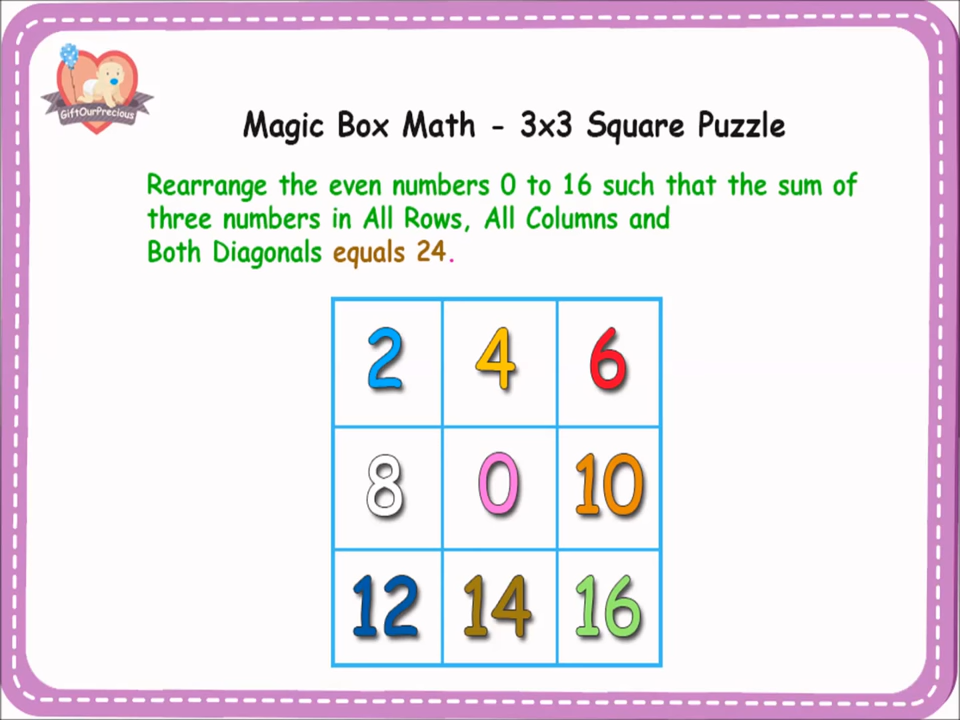 GiftOurPrecious
Magic Box Math - 3x3 Square Puzzle
Rearrange the even numbers 0 to 16 such that the sum of
three numbers in All Rows, All Columns and
Both Diagonals equals 24.
2 4 6
8 0 10
12 14 16